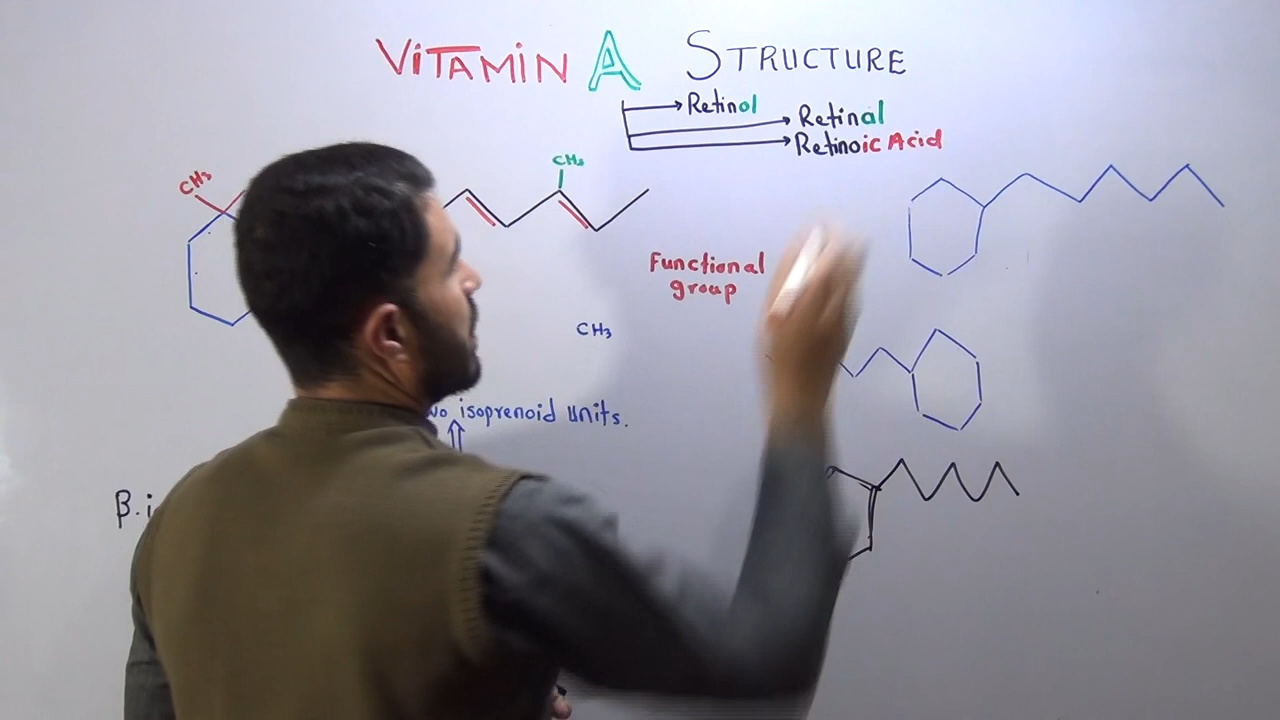 ViTAMiN A STRUCTURE
Retinol
Retinal
Retinoic Acid
CH3
CH3
Functional
group
CH3
isoprenoid Units.
β.i